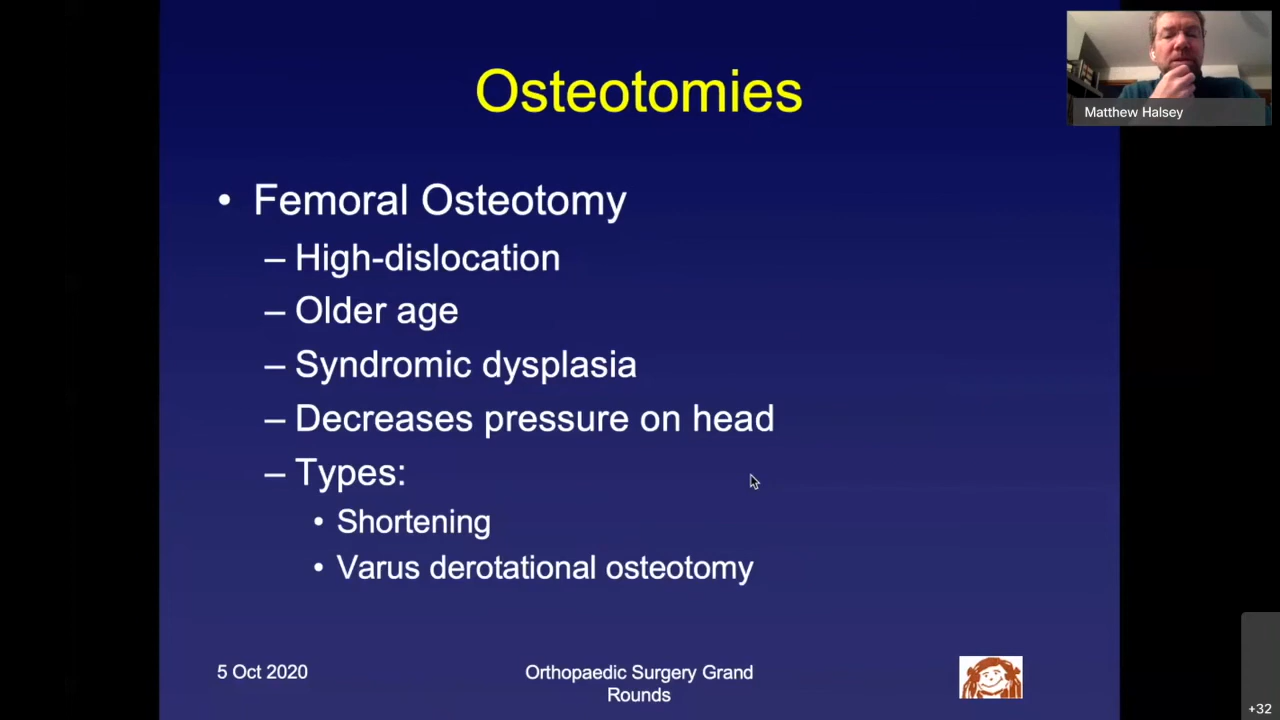 Osteotomies
Matthew Halsey
• Femoral Osteotomy
– High-dislocation
– Older age
– Syndromic dysplasia
– Decreases pressure on head
– Types:
• Shortening
• Varus derotational osteotomy
5 Oct 2020
Orthopaedic Surgery Grand
Rounds
+32